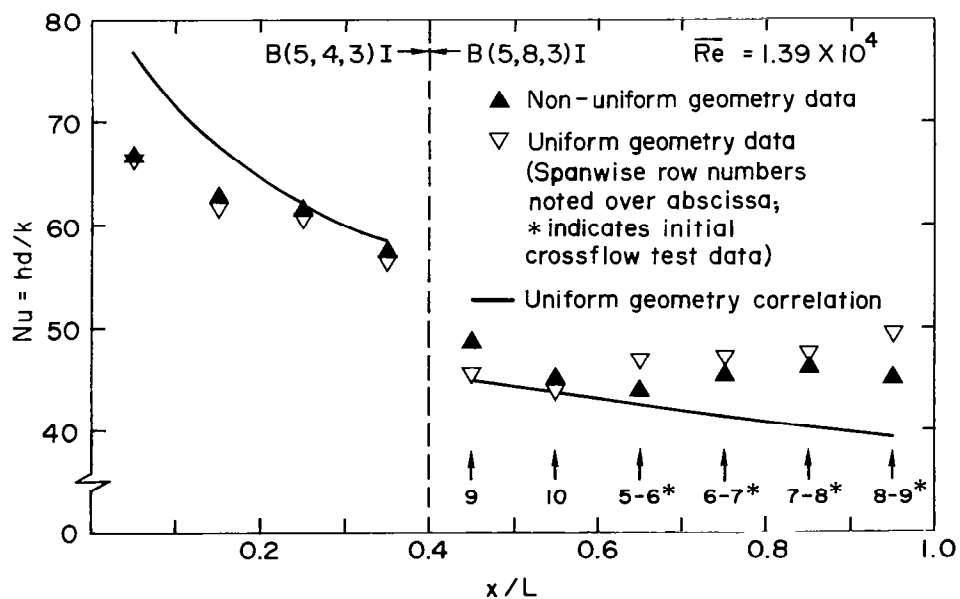 80
70
60
50
40
0
Nu = hd/k
B(5,4,3)I
B(5,8,3)I
Re = 1.39 X 10^4
▲ Non-uniform geometry data
▽ Uniform geometry data
(Spanwise row numbers
noted over abscissa;
* indicates initial
crossflow test data)
Uniform geometry correlation
9 10 5-6* 6-7* 7-8* 8-9*
0.2 0.4 0.6 0.8 1.0
x/L